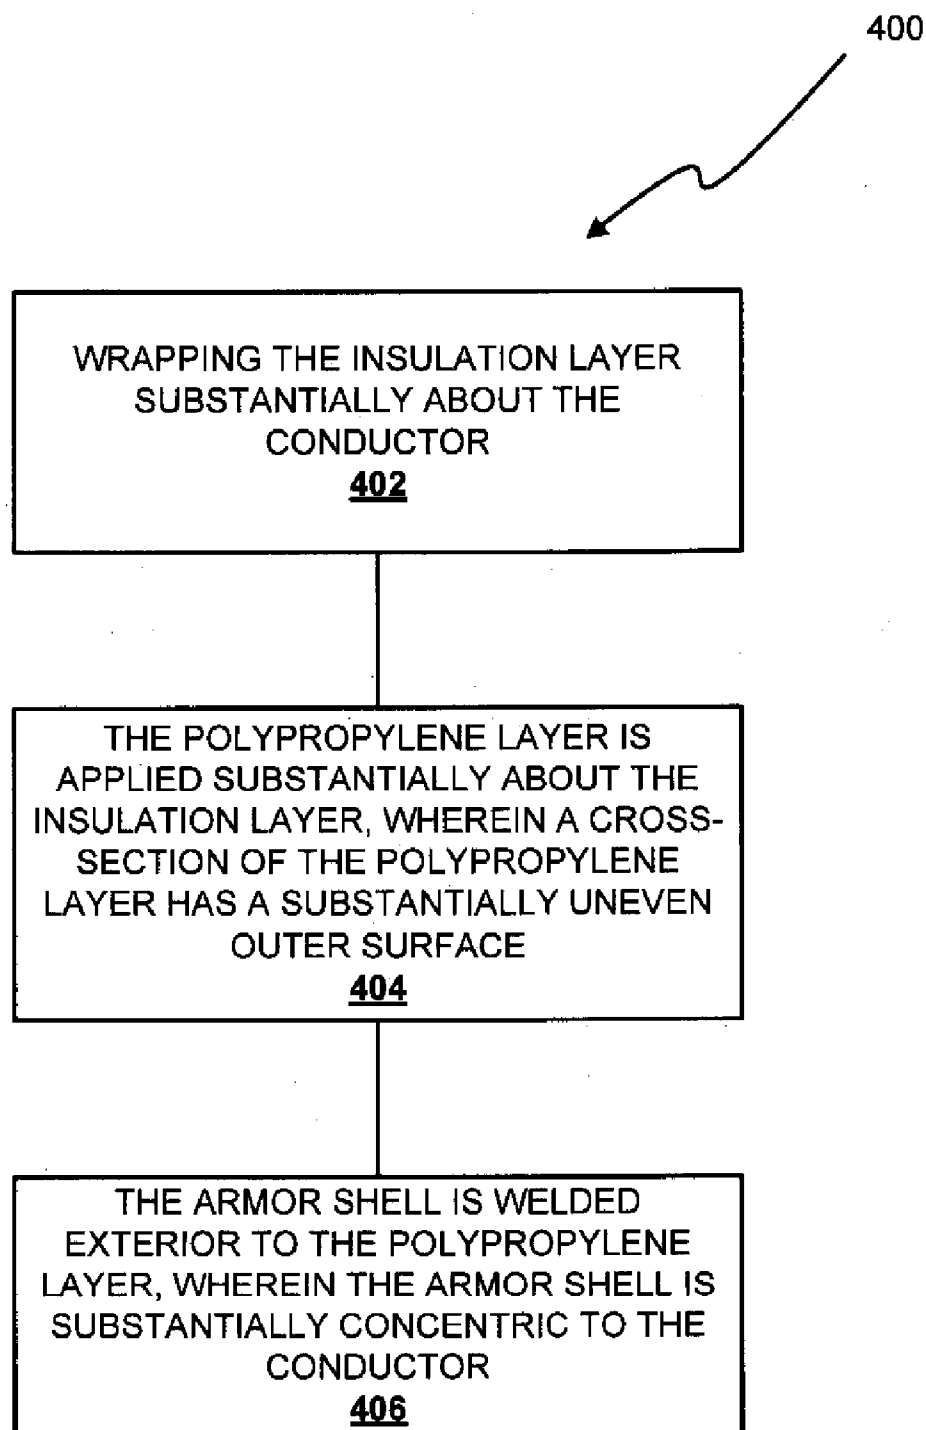 400
WRAPPING THE INSULATION LAYER
SUBSTANTIALLY ABOUT THE
CONDUCTOR
402
THE POLYPROPYLENE LAYER IS
APPLIED SUBSTANTIALLY ABOUT THE
INSULATION LAYER, WHEREIN A CROSS-
SECTION OF THE POLYPROPYLENE
LAYER HAS A SUBSTANTIALLY UNEVEN
OUTER SURFACE
404
THE ARMOR SHELL IS WELDED
EXTERIOR TO THE POLYPROPYLENE
LAYER, WHEREIN THE ARMOR SHELL IS
SUBSTANTIALLY CONCENTRIC TO THE
CONDUCTOR
406